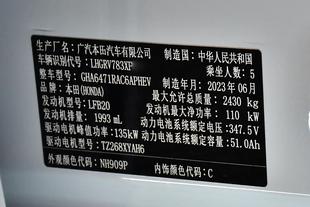 生产厂名：广汽本田汽车有限公司
制造国：中华人民共和国
车辆识别代号：LHGRV783XF
乘坐人数：5
整车型号：GHA6471RAC6APHEV
制造年月：2023年06月
品牌：本田(HONDA)
最大允许总质量：2430 kg
发动机型号：LFB20
发动机最大净功率：110 kW
发动机排量：1993 mL
动力电池系统额定电压：347.5V
驱动电机峰值功率：135kW
动力电池系统额定容量：51.0Ah
驱动电机型号：TZ268XYAH6
外观颜色代码：NH909P
内饰颜色代码：C